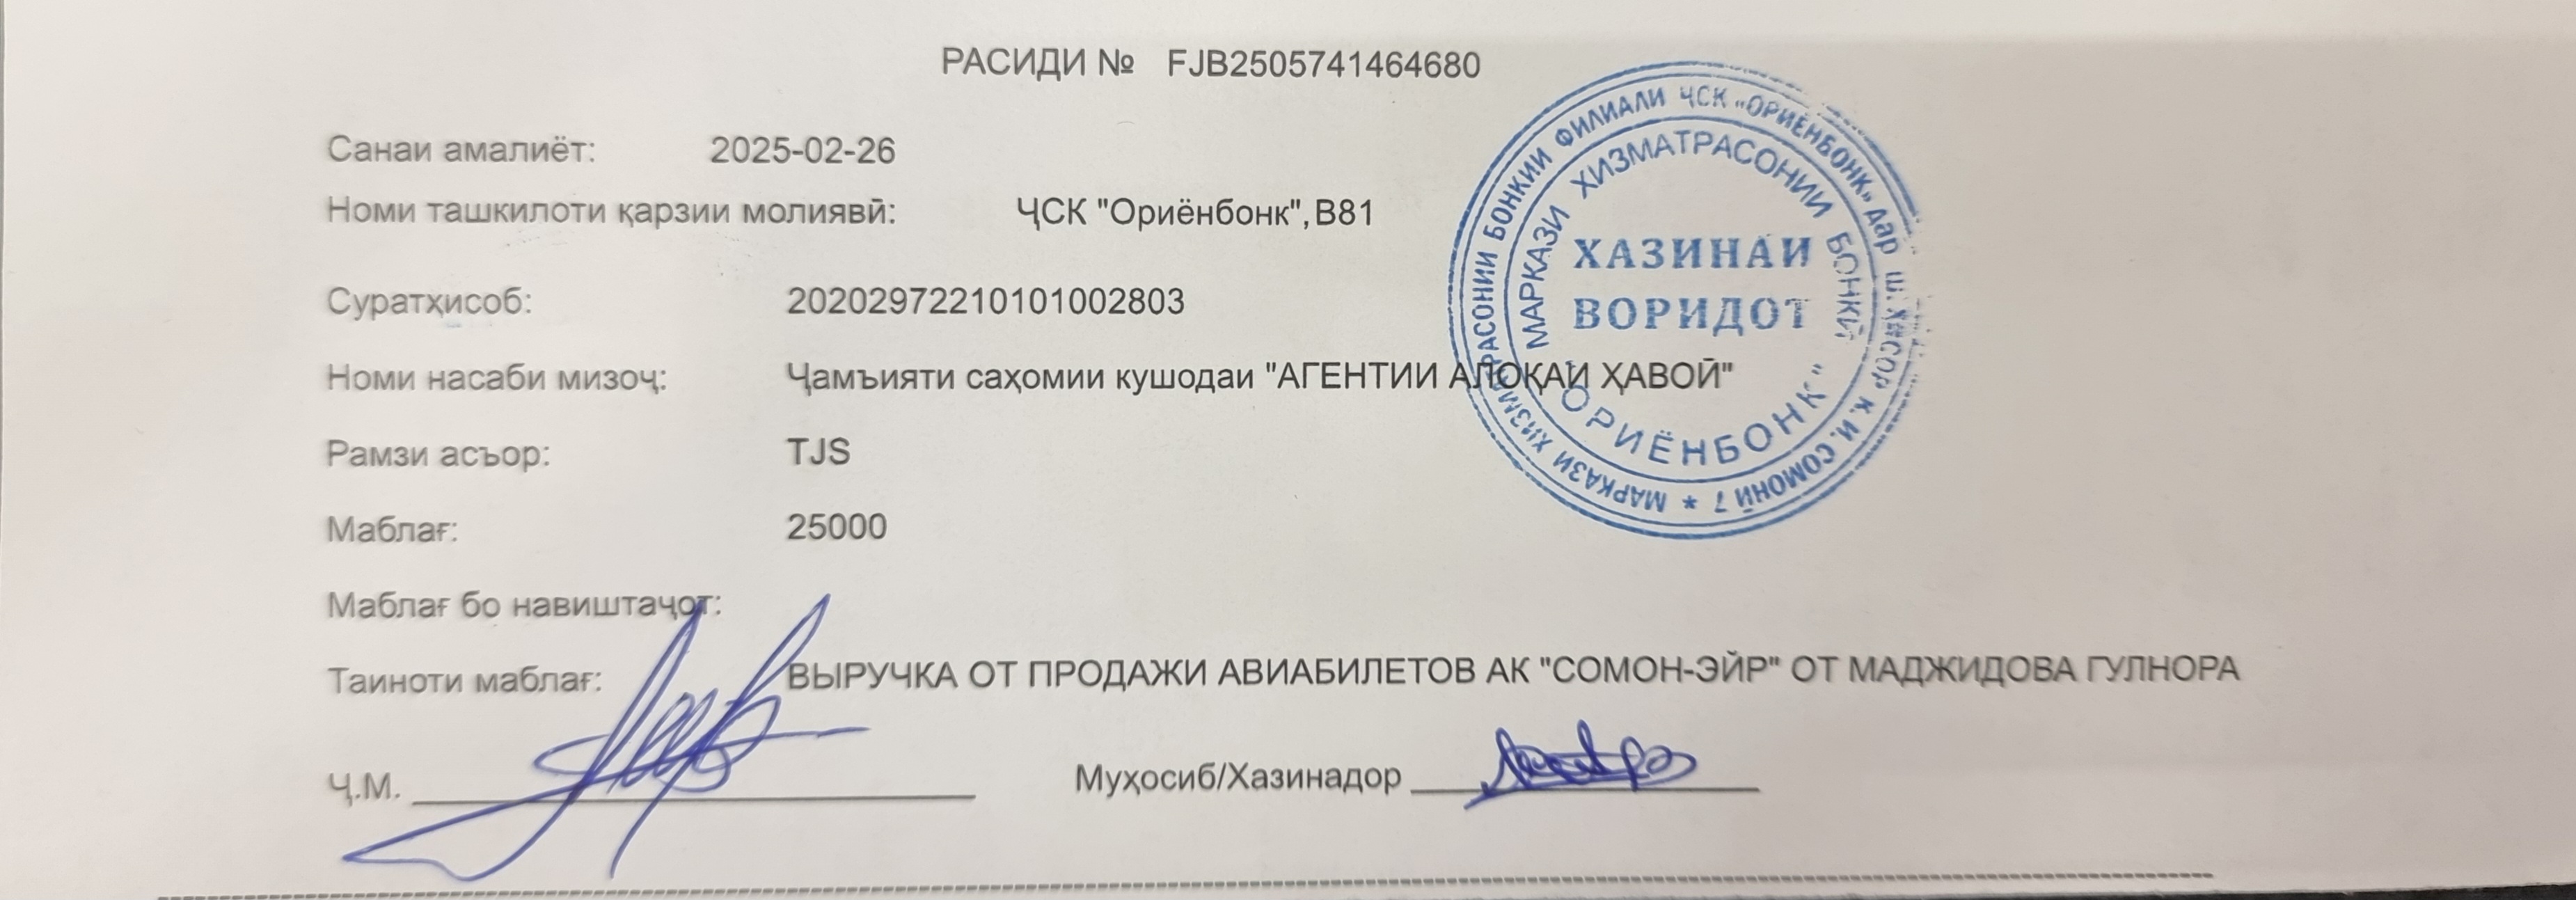 РАСИДИ № FJB2505741464680
Санаи амалиёт: 2025-02-26
Номи ташкилоти қарзии молиявӣ: ҶСК "Ориёнбонк",B81
Суратҳисоб: 20202972210101002803
Номи насаби мизоҷ: Ҷамъияти саҳомии кушодаи "АГЕНТИИ АЛОҚАИ ҲАВОӢ"
Рамзи асъор: TJS
Маблағ: 25000
Маблағ бо навиштаҷот:
Таиноти маблағ: ВЫРУЧКА ОТ ПРОДАЖИ АВИАБИЛЕТОВ АК "СОМОН-ЭЙР" ОТ МАДЖИДОВА ГУЛНОРА
Ҷ.М.
Муҳосиб/Хазинадор
МАРКАЗИ ХИЗМАТРАСОНИИ БОНКИИ ФИЛИАЛИ ҶСК "ОРИЁНБОНК" дар ш. Ҳисор к. И. СОМОНӢ 7 *
МАРКАЗИ ХИЗМАТРАСОНИИ БОНКӢ
"ОРИЁНБОНК"
ХАЗИНАИ
ВОРИДОТ